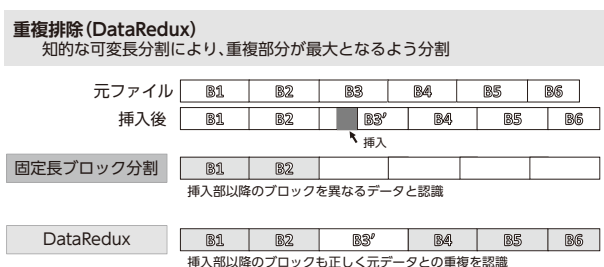 重複排除（DataRedux）
知的な可変長分割により、重複部分が最大となるよう分割
元ファイル B1 B2 B3 B4 B5 B6
挿入後 B1 B2 B3′ B4 B5 B6
挿入
固定長ブロック分割 B1 B2
挿入部以降のブロックを異なるデータと認識
DataRedux B1 B2 B3′ B4 B5 B6
挿入部以降のブロックも正しく元データとの重複を認識